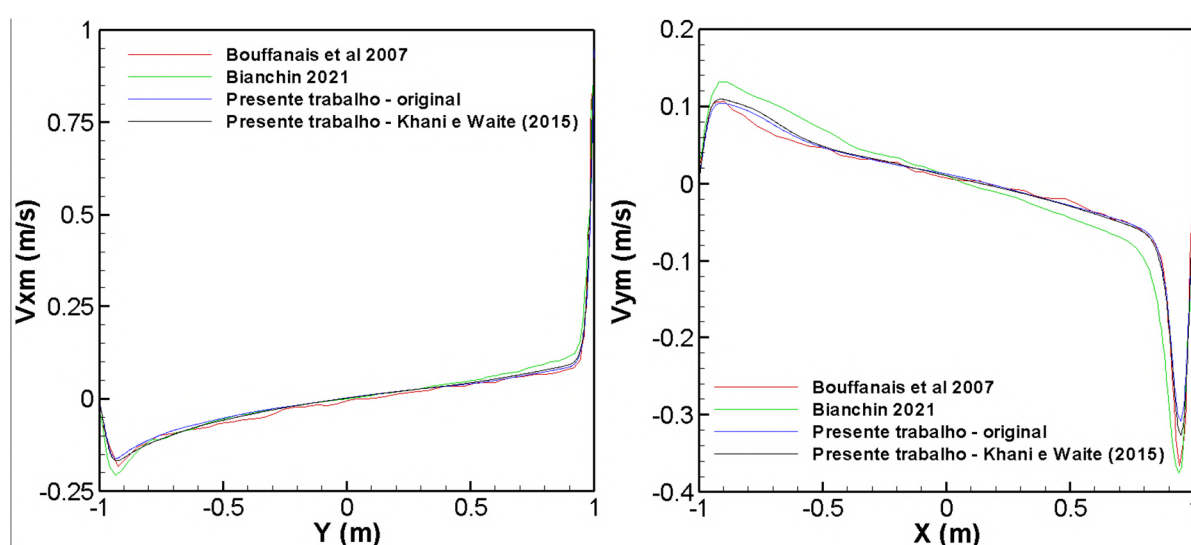 Bouffanais et al 2007
Bianchin 2021
Presente trabalho - original
Presente trabalho - Khani e Waite (2015)
Vxm (m/s)
1
0.75
0.5
0.25
0
-0.25
-1
-0.5
0
0.5
1
Y (m)
Vym (m/s)
0.2
0.1
0
-0.1
-0.2
-0.3
-0.4
Bouffanais et al 2007
Bianchin 2021
Presente trabalho - original
Presente trabalho - Khani e Waite (2015)
-1
-0.5
0
0.5
1
X (m)